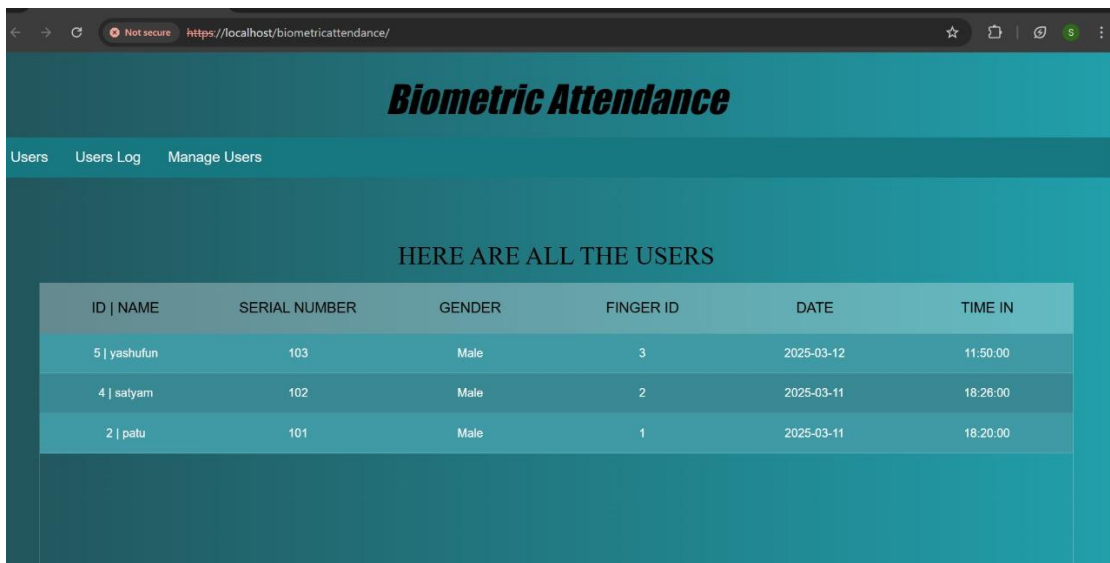 Not secure https://localhost/biometricattendance/ S
Biometric Attendance
Users Users Log Manage Users
HERE ARE ALL THE USERS
ID | NAME SERIAL NUMBER GENDER FINGER ID DATE TIME IN
5 | yashufun 103 Male 3 2025-03-12 11:50:00
4 | satyam 102 Male 2 2025-03-11 18:26:00
2 | patu 101 Male 1 2025-03-11 18:20:00